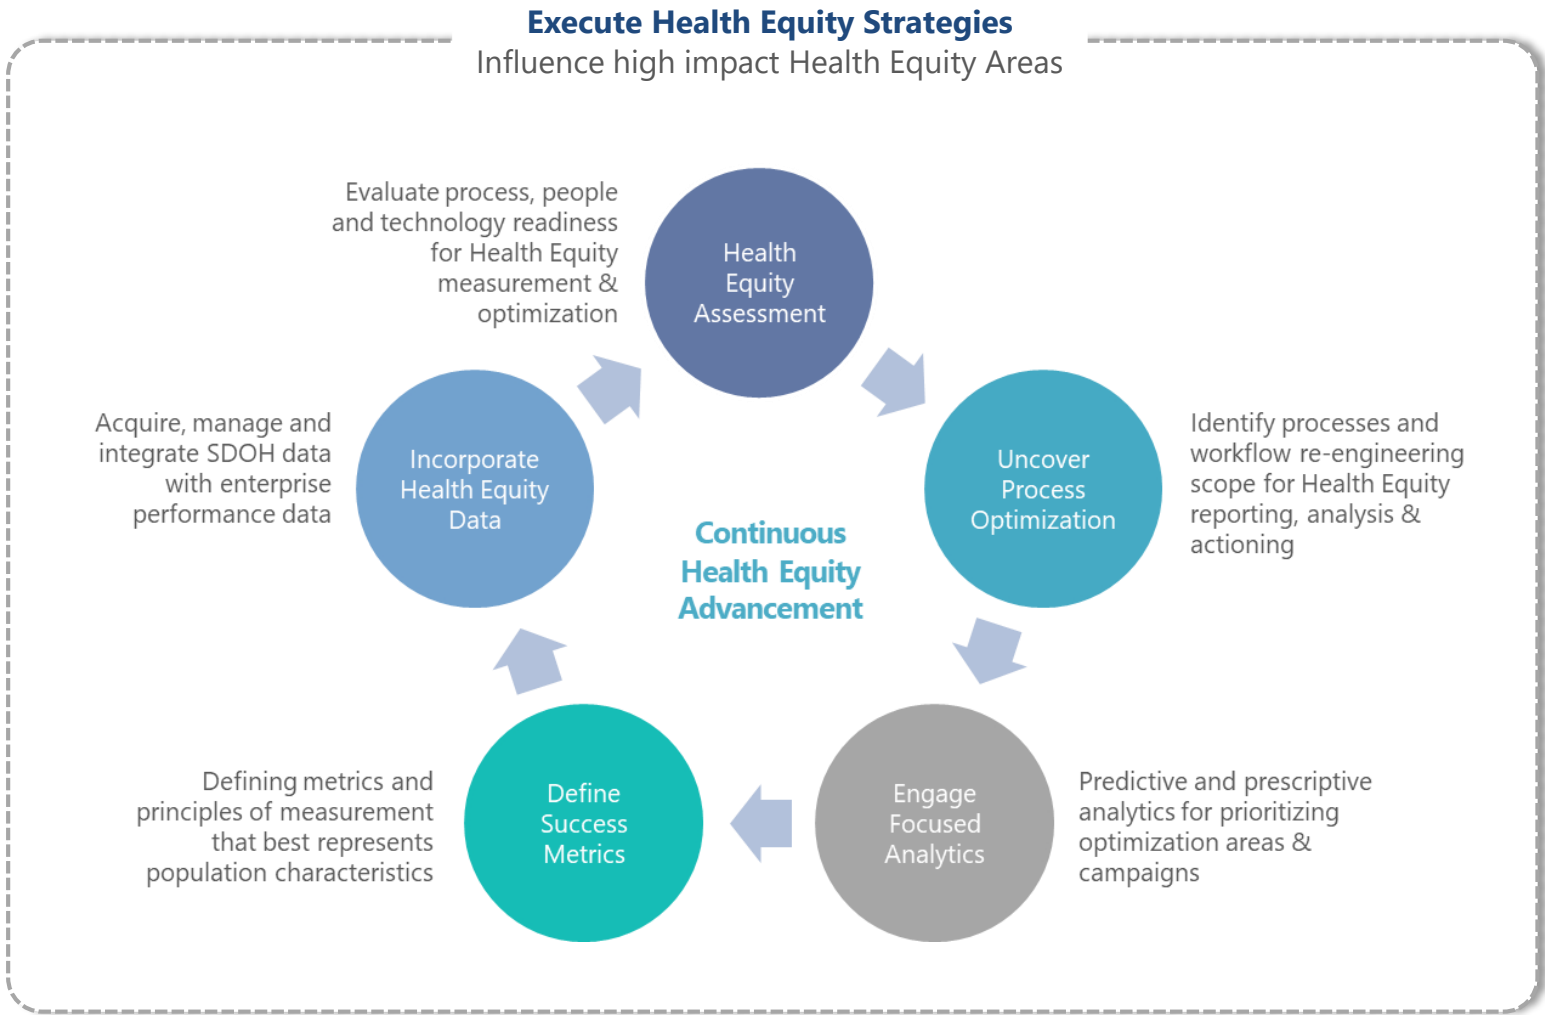 Execute Health Equity Strategies
Influence high impact Health Equity Areas
Evaluate process, people
and technology readiness
for Health Equity
measurement &
optimization
Health
Equity
Assessment
Acquire, manage and
integrate SDOH data
with enterprise
performance data
Incorporate
Health Equity
Data
Uncover
Process
Optimization
Identify processes and
workflow re-engineering
scope for Health Equity
reporting, analysis &
actioning
Continuous
Health Equity
Advancement
Defining metrics and
principles of measurement
that best represents
population characteristics
Define
Success
Metrics
Engage
Focused
Analytics
Predictive and prescriptive
analytics for prioritizing
optimization areas &
campaigns